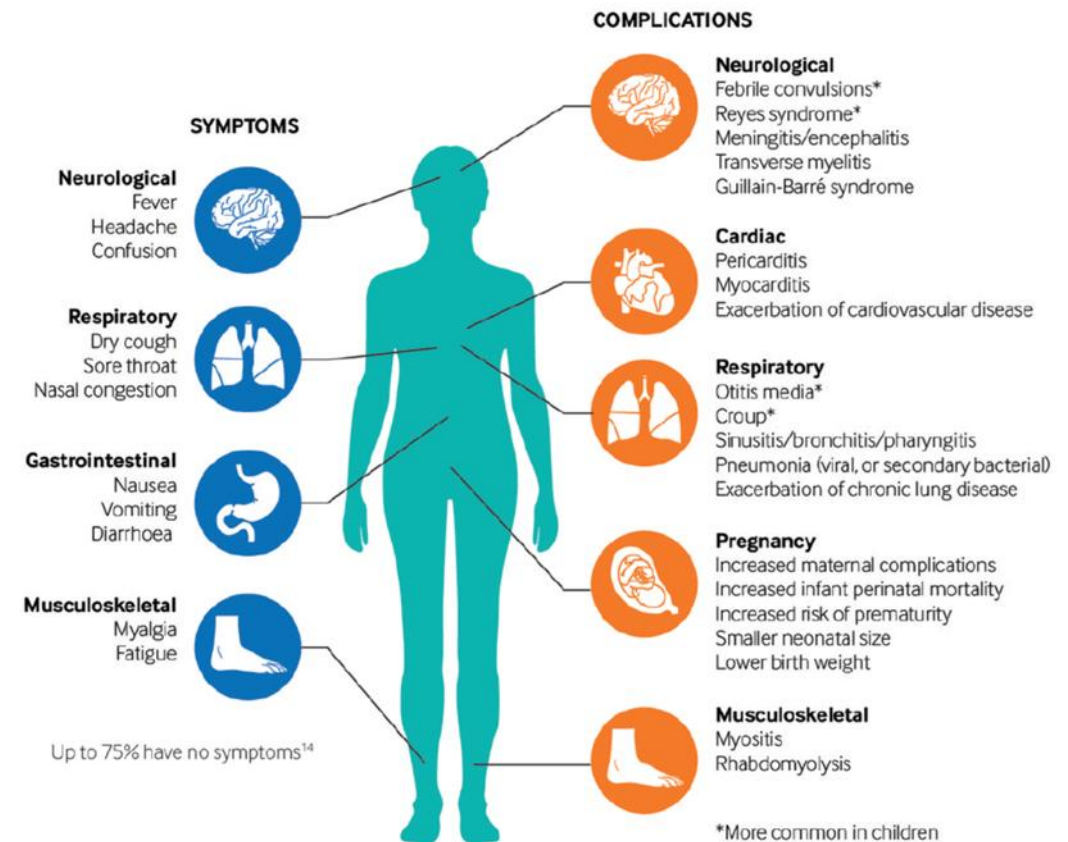 SYMPTOMS
Neurological
Fever
Headache
Confusion
Respiratory
Dry cough
Sore throat
Nasal congestion
Gastrointestinal
Nausea
Vomiting
Diarrhoea
Musculoskeletal
Myalgia
Fatigue
Up to 75% have no symptoms¹⁴
COMPLICATIONS
Neurological
Febrile convulsions*
Reyes syndrome*
Meningitis/encephalitis
Transverse myelitis
Guillain-Barré syndrome
Cardiac
Pericarditis
Myocarditis
Exacerbation of cardiovascular disease
Respiratory
Otitis media*
Croup*
Sinusitis/bronchitis/pharyngitis
Pneumonia (viral, or secondary bacterial)
Exacerbation of chronic lung disease
Pregnancy
Increased maternal complications
Increased infant perinatal mortality
Increased risk of prematurity
Smaller neonatal size
Lower birth weight
Musculoskeletal
Myositis
Rhabdomyolysis
*More common in children